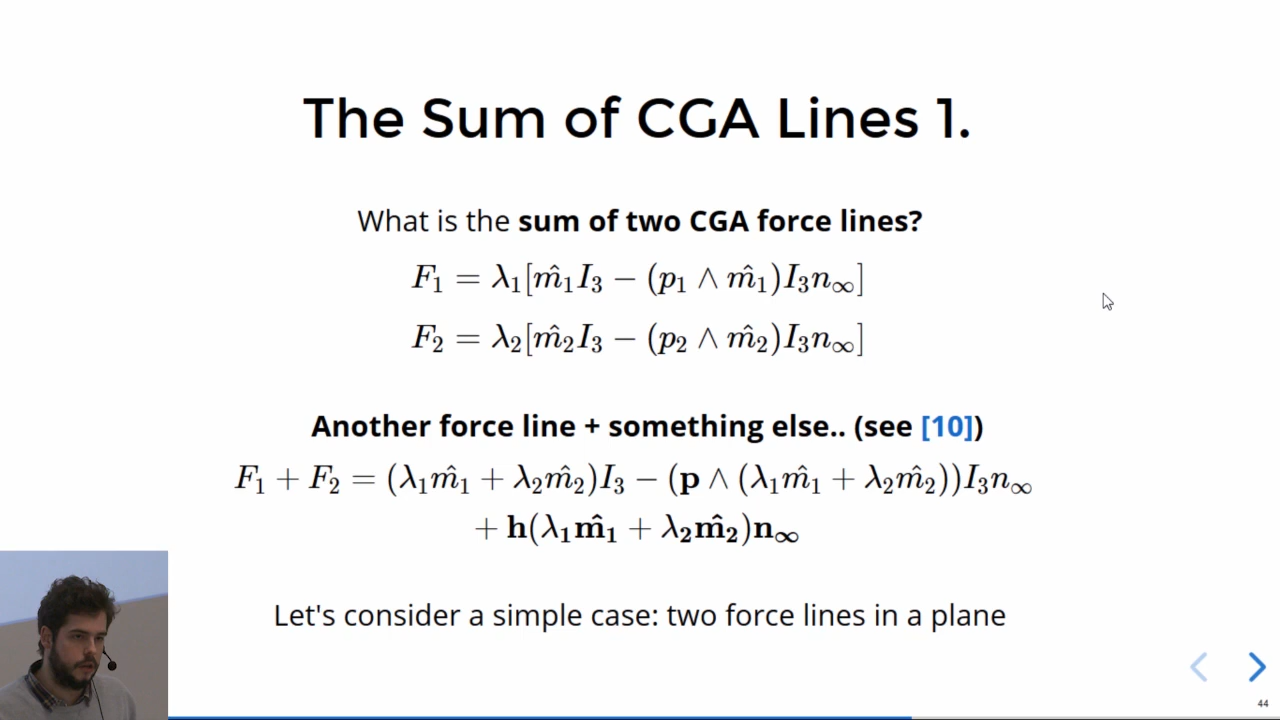 The Sum of CGA Lines 1.
What is the sum of two CGA force lines?
F₁ = λ₁[m̂₁I₃ − (p₁ ∧ m̂₁)I₃n∞]
F₂ = λ₂[m̂₂I₃ − (p₂ ∧ m̂₂)I₃n∞]
Another force line + something else.. (see [10])
F₁ + F₂ = (λ₁m̂₁ + λ₂m̂₂)I₃ − (p ∧ (λ₁m̂₁ + λ₂m̂₂))I₃n∞
+ h(λ₁m̂₁ + λ₂m̂₂)n∞
Let's consider a simple case: two force lines in a plane
44